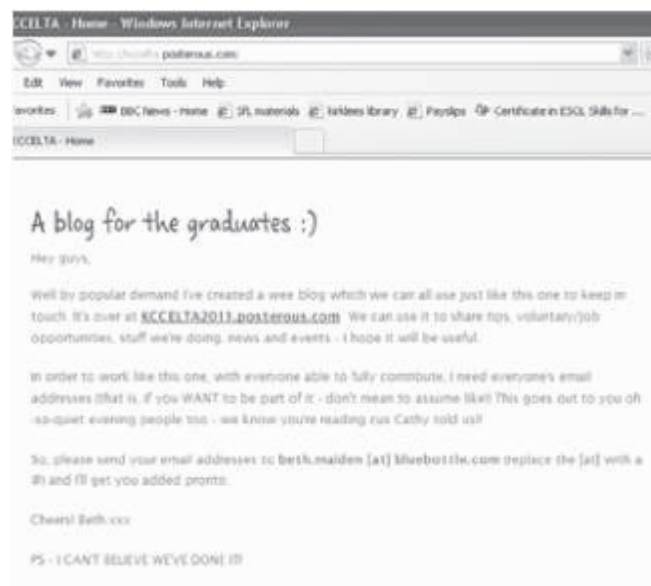 CCELTA - Home - Windows Internet Explorer
posterous.com
Edit View Favorites Tools Help
avorites BBC News - Home SfL materials kirklees library Payslips Certificate in ESOL Skills for ...
CCELTA - Home
A blog for the graduates :)
Hey guys,
Well by popular demand I've created a wee blog which we can all use just like this one to keep in
touch. It's over at KCCELTA2011.posterous.com We can use it to share tips, voluntary/job
opportunities, stuff we're doing, news and events - I hope it will be useful.
In order to work like this one, with everyone able to fully contribute, I need everyone's email
addresses (that is, if you WANT to be part of it - don't mean to assume like!) This goes out to you oh
-so-quiet evening people too - we know you're reading cus Cathy told us!!
So, please send your email addresses to beth.maiden [at] bluebottle.com (replace the [at] with a
@) and I'll get you added pronto.
Cheers! Beth xxx
PS - I CAN'T BELIEVE WE'VE DONE IT!